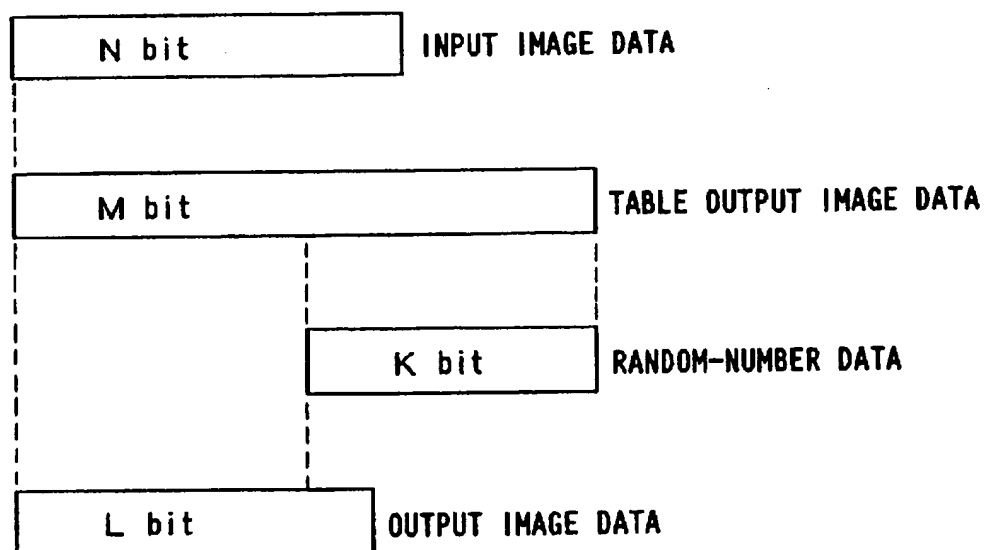 N bit INPUT IMAGE DATA
M bit TABLE OUTPUT IMAGE DATA
K bit RANDOM-NUMBER DATA
L bit OUTPUT IMAGE DATA